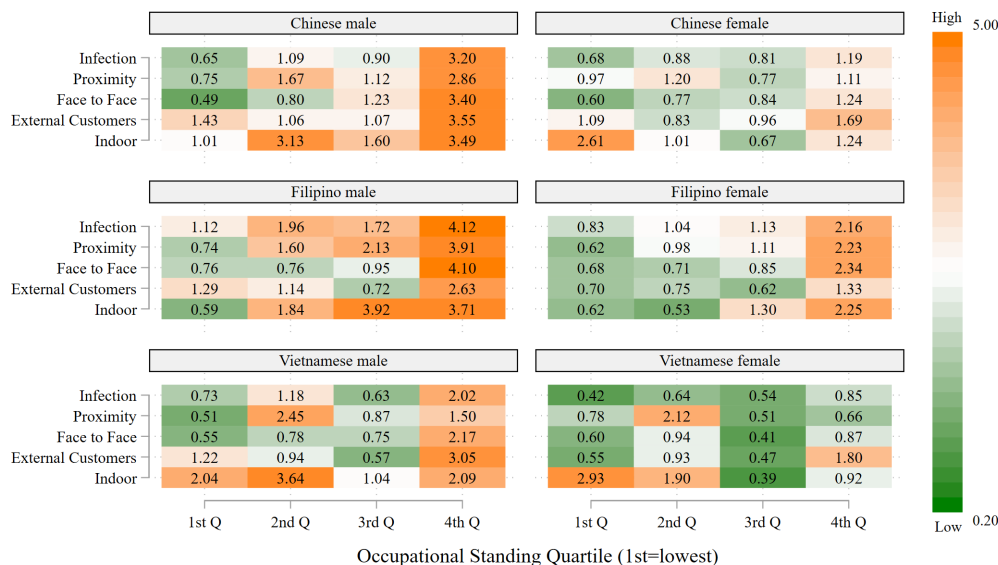 Chinese male
Chinese female
High
5.00
Infection 0.65 1.09 0.90 3.20 0.68 0.88 0.81 1.19
Proximity 0.75 1.67 1.12 2.86 0.97 1.20 0.77 1.11
Face to Face 0.49 0.80 1.23 3.40 0.60 0.77 0.84 1.24
External Customers 1.43 1.06 1.07 3.55 1.09 0.83 0.96 1.69
Indoor 1.01 3.13 1.60 3.49 2.61 1.01 0.67 1.24
Filipino male
Filipino female
Infection 1.12 1.96 1.72 4.12 0.83 1.04 1.13 2.16
Proximity 0.74 1.60 2.13 3.91 0.62 0.98 1.11 2.23
Face to Face 0.76 0.76 0.95 4.10 0.68 0.71 0.85 2.34
External Customers 1.29 1.14 0.72 2.63 0.70 0.75 0.62 1.33
Indoor 0.59 1.84 3.92 3.71 0.62 0.53 1.30 2.25
Vietnamese male
Vietnamese female
Infection 0.73 1.18 0.63 2.02 0.42 0.64 0.54 0.85
Proximity 0.51 2.45 0.87 1.50 0.78 2.12 0.51 0.66
Face to Face 0.55 0.78 0.75 2.17 0.60 0.94 0.41 0.87
External Customers 1.22 0.94 0.57 3.05 0.55 0.93 0.47 1.80
Indoor 2.04 3.64 1.04 2.09 2.93 1.90 0.39 0.92
1st Q 2nd Q 3rd Q 4th Q 1st Q 2nd Q 3rd Q 4th Q
Low
0.20
Occupational Standing Quartile (1st=lowest)